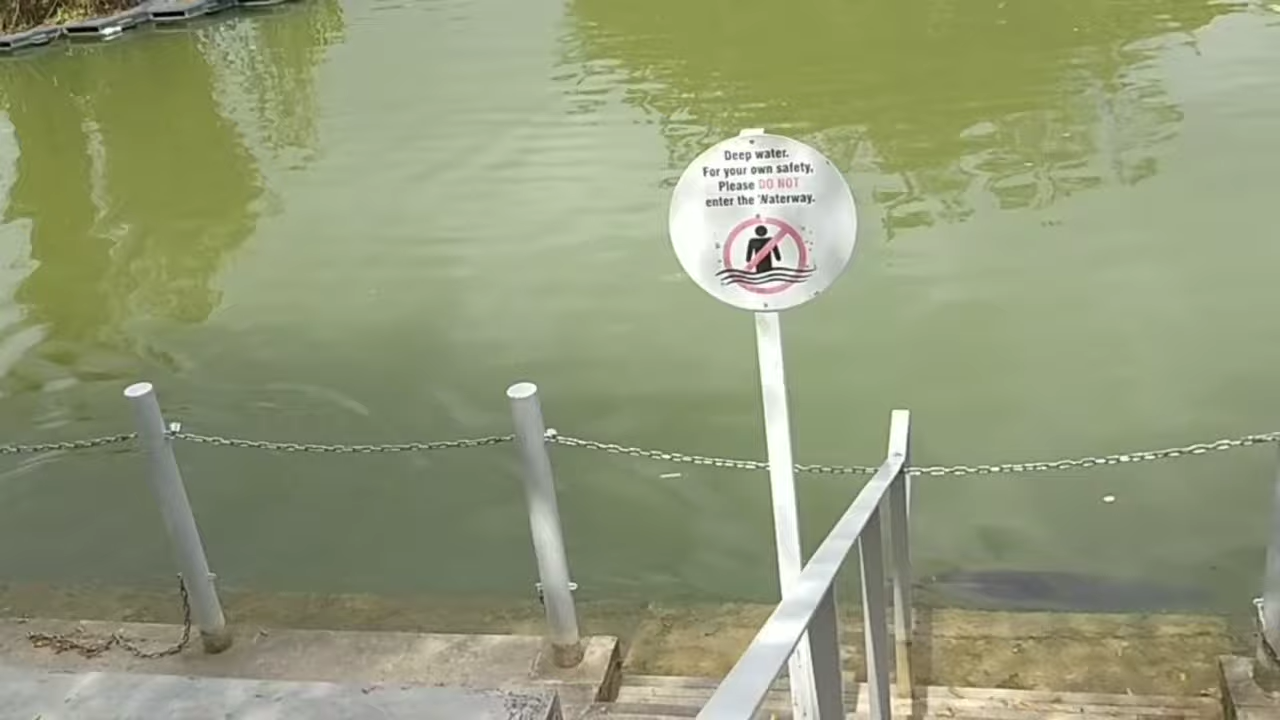 Deep water.
For your own safety,
Please DO NOT
enter the Waterway.